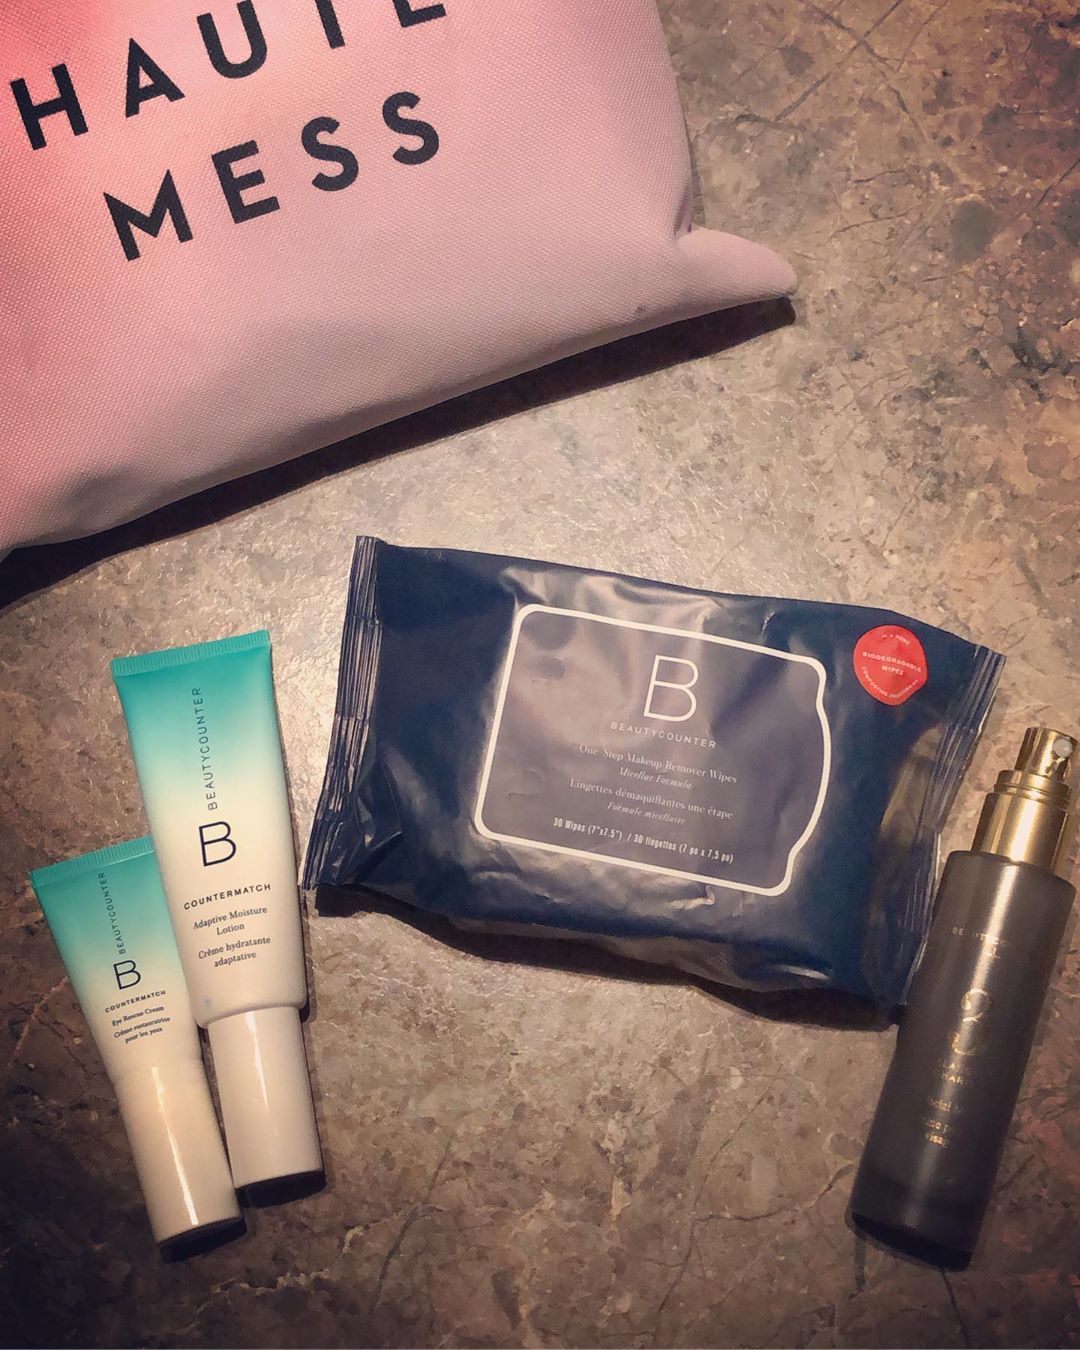 HAUTE
MESS
BEAUTYCOUNTER
B
COUNTERMATCH
Adaptive Moisture
Lotion
Crème hydratante
adaptative
BEAUTYCOUNTER
B
COUNTERMATCH
Eye Rescue Cream
Crème restauratrice
pour les yeux
B
BEAUTYCOUNTER
One-Step Makeup Remover Wipes
Micellar Formula
Lingettes démaquillantes une étape
Formule micellaire
30 Wipes (7"x7.5") / 30 lingettes (7 po x 7,5 po)
BIODEGRADABLE
WIPES